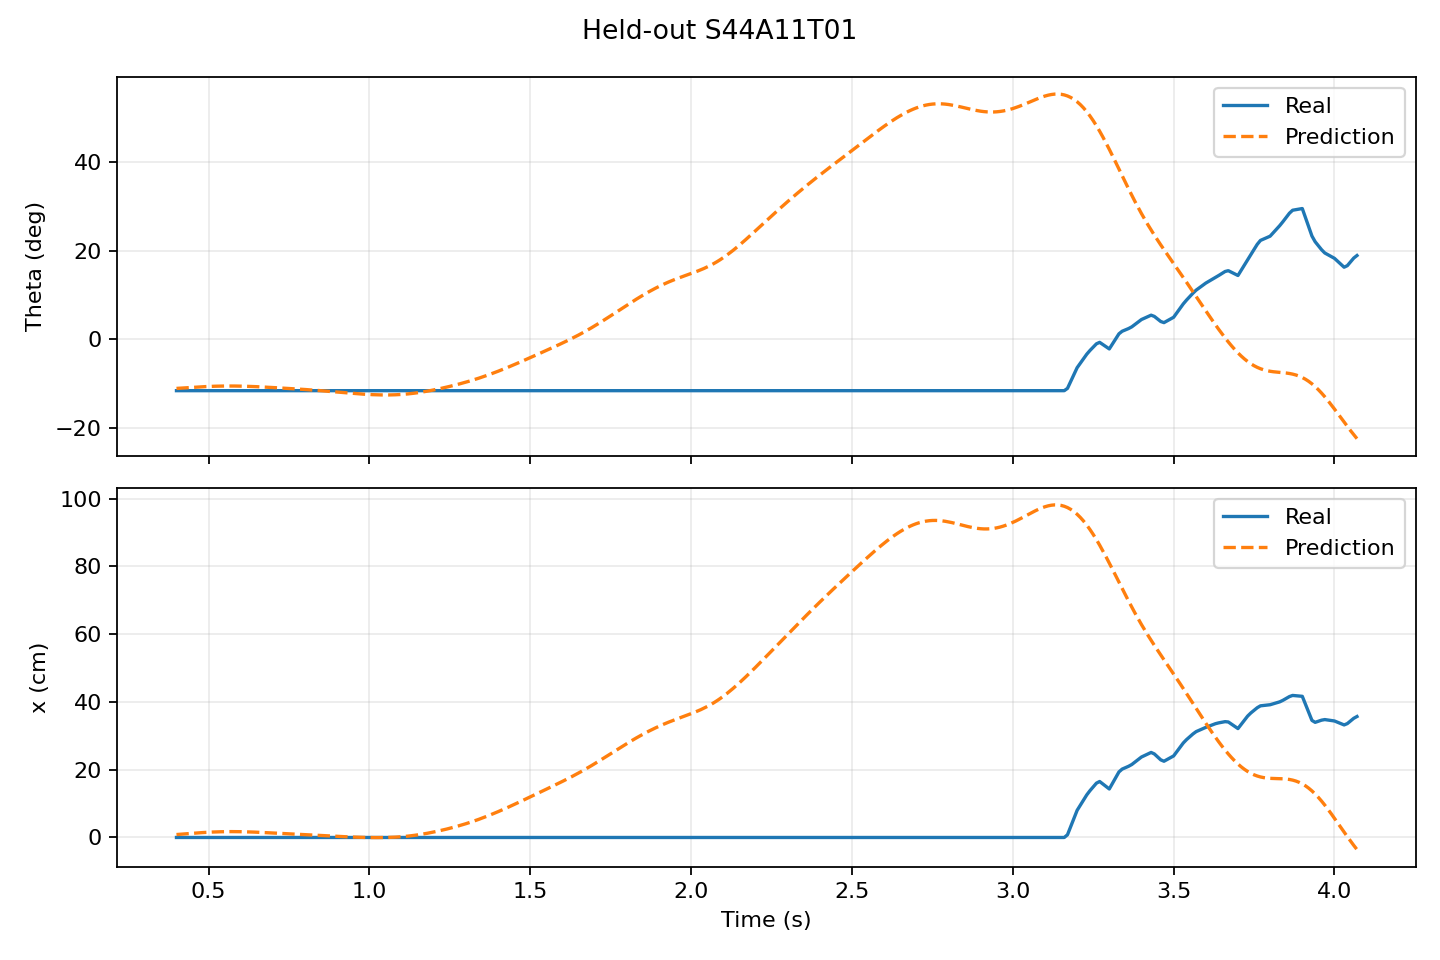 Held-out S44A11T01
Theta (deg)
40
20
0
−20
Real
Prediction
x (cm)
100
80
60
40
20
0
Real
Prediction
0.5 1.0 1.5 2.0 2.5 3.0 3.5 4.0
Time (s)